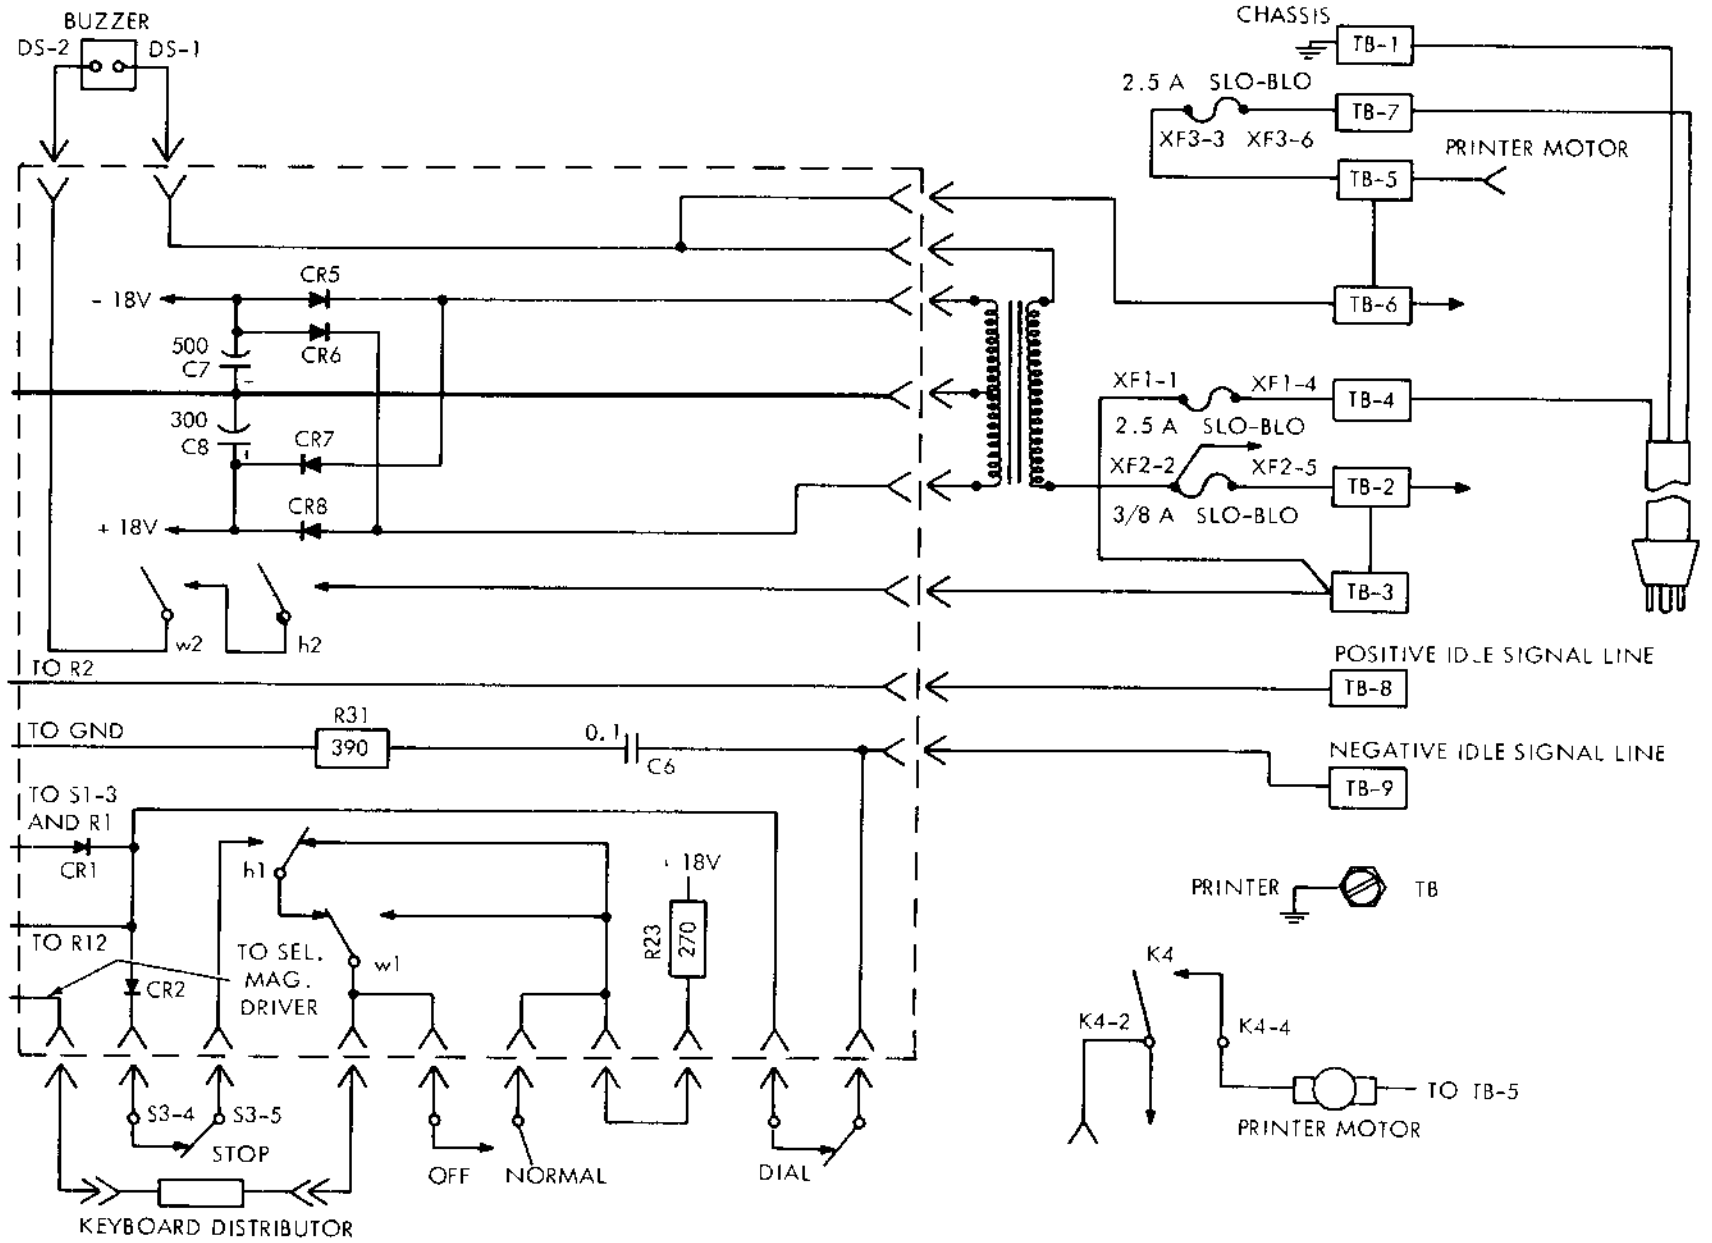 BUZZER
DS-2 DS-1
CHASSIS
TB-1
2.5 A SLO-BLO
TB-7
XF3-3 XF3-6
PRINTER MOTOR
TB-5
CR5
- 18V
TB-6
500
C7
CR6
-
XF1-1 XF1-4
TB-4
2.5 A SLO-BLO
300
C8
CR7
+
XF2-2 XF2-5
TB-2
CR8
3/8 A SLO-BLO
+ 18V
TB-3
w2 h2
TO R2
POSITIVE IDLE SIGNAL LINE
TB-8
TO GND
R31
390
0.1
C6
NEGATIVE IDLE SIGNAL LINE
TB-9
TO S1-3
AND R1
CR1
h1
18V
PRINTER
TB
TO R12
R23
270
TO SEL.
MAG.
DRIVER
w1
CR2
K4
K4-2
K4-4
S3-4 S3-5
STOP
OFF
NORMAL
DIAL
TO TB-5
PRINTER MOTOR
KEYBOARD DISTRIBUTOR